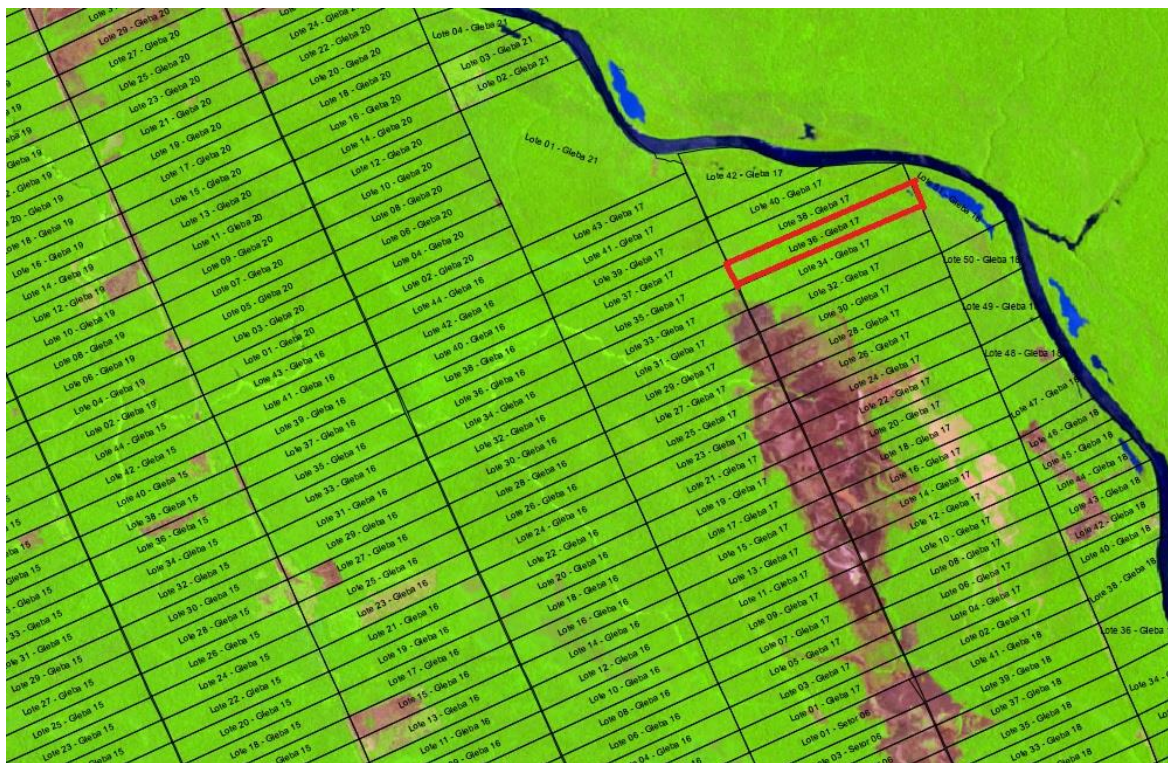 Lote 29 - Gleba 20
Lote 27 - Gleba 20
Lote 25 - Gleba 20
Lote 23 - Gleba 20
Lote 21 - Gleba 20
Lote 19 - Gleba 20
Lote 17 - Gleba 20
Lote 15 - Gleba 20
Lote 13 - Gleba 20
Lote 11 - Gleba 20
Lote 09 - Gleba 20
Lote 07 - Gleba 20
Lote 05 - Gleba 20
Lote 03 - Gleba 20
Lote 01 - Gleba 20
Lote 43 - Gleba 16
Lote 41 - Gleba 16
Lote 39 - Gleba 16
Lote 37 - Gleba 16
Lote 35 - Gleba 16
Lote 33 - Gleba 16
Lote 31 - Gleba 16
Lote 29 - Gleba 16
Lote 27 - Gleba 16
Lote 25 - Gleba 16
Lote 23 - Gleba 16
Lote 21 - Gleba 16
Lote 19 - Gleba 16
Lote 17 - Gleba 16
Lote 15 - Gleba 16
Lote 13 - Gleba 16
Lote 11 - Gleba 16
Lote 24 - Gleba 20
Lote 22 - Gleba 20
Lote 20 - Gleba 20
Lote 18 - Gleba 20
Lote 16 - Gleba 20
Lote 14 - Gleba 20
Lote 12 - Gleba 20
Lote 10 - Gleba 20
Lote 08 - Gleba 20
Lote 06 - Gleba 20
Lote 04 - Gleba 20
Lote 02 - Gleba 20
Lote 44 - Gleba 16
Lote 42 - Gleba 16
Lote 40 - Gleba 16
Lote 38 - Gleba 16
Lote 36 - Gleba 16
Lote 34 - Gleba 16
Lote 32 - Gleba 16
Lote 30 - Gleba 16
Lote 28 - Gleba 16
Lote 26 - Gleba 16
Lote 24 - Gleba 16
Lote 22 - Gleba 16
Lote 20 - Gleba 16
Lote 18 - Gleba 16
Lote 16 - Gleba 16
Lote 14 - Gleba 16
Lote 12 - Gleba 16
Lote 10 - Gleba 16
Lote 08 - Gleba 16
Lote 06 - Gleba 16
Lote 14 - Gleba 19
Lote 12 - Gleba 19
Lote 10 - Gleba 19
Lote 08 - Gleba 19
Lote 06 - Gleba 19
Lote 04 - Gleba 19
Lote 02 - Gleba 19
Lote 44 - Gleba 15
Lote 42 - Gleba 15
Lote 40 - Gleba 15
Lote 38 - Gleba 15
Lote 36 - Gleba 15
Lote 34 - Gleba 15
Lote 32 - Gleba 15
Lote 30 - Gleba 15
Lote 28 - Gleba 15
Lote 26 - Gleba 15
Lote 24 - Gleba 15
Lote 22 - Gleba 15
Lote 20 - Gleba 15
Lote 18 - Gleba 15
Lote 29 - Gleba 15
Lote 27 - Gleba 15
Lote 25 - Gleba 15
Lote 23 - Gleba 15
Lote 04 - Gleba 21
Lote 03 - Gleba 21
Lote 02 - Gleba 21
Lote 01 - Gleba 21
Lote 43 - Gleba 17
Lote 41 - Gleba 17
Lote 39 - Gleba 17
Lote 37 - Gleba 17
Lote 35 - Gleba 17
Lote 33 - Gleba 17
Lote 31 - Gleba 17
Lote 29 - Gleba 17
Lote 27 - Gleba 17
Lote 25 - Gleba 17
Lote 23 - Gleba 17
Lote 21 - Gleba 17
Lote 19 - Gleba 17
Lote 17 - Gleba 17
Lote 15 - Gleba 17
Lote 13 - Gleba 17
Lote 11 - Gleba 17
Lote 09 - Gleba 17
Lote 07 - Gleba 17
Lote 05 - Gleba 17
Lote 03 - Gleba 17
Lote 01 - Gleba 17
Lote 01 - Setor 06
Lote 03 - Setor 06
Lote 42 - Gleba 17
Lote 40 - Gleba 17
Lote 38 - Gleba 17
Lote 36 - Gleba 17
Lote 34 - Gleba 17
Lote 32 - Gleba 17
Lote 30 - Gleba 17
Lote 28 - Gleba 17
Lote 26 - Gleba 17
Lote 24 - Gleba 17
Lote 22 - Gleba 17
Lote 20 - Gleba 17
Lote 18 - Gleba 17
Lote 16 - Gleba 17
Lote 14 - Gleba 17
Lote 12 - Gleba 17
Lote 10 - Gleba 17
Lote 08 - Gleba 17
Lote 06 - Gleba 17
Lote 04 - Gleba 17
Lote 02 - Gleba 17
Lote 41 - Gleba 18
Lote 39 - Gleba 18
Lote 37 - Gleba 18
Lote 35 - Gleba 18
Lote 33 - Gleba 18
Lote 50 - Gleba 18
Lote 49 - Gleba 18
Lote 48 - Gleba 18
Lote 47 - Gleba 18
Lote 46 - Gleba 18
Lote 45 - Gleba 18
Lote 44 - Gleba 18
Lote 43 - Gleba 18
Lote 42 - Gleba 18
Lote 40 - Gleba 18
Lote 38 - Gleba 18
Lote 36 - Gleba
Lote 34 -